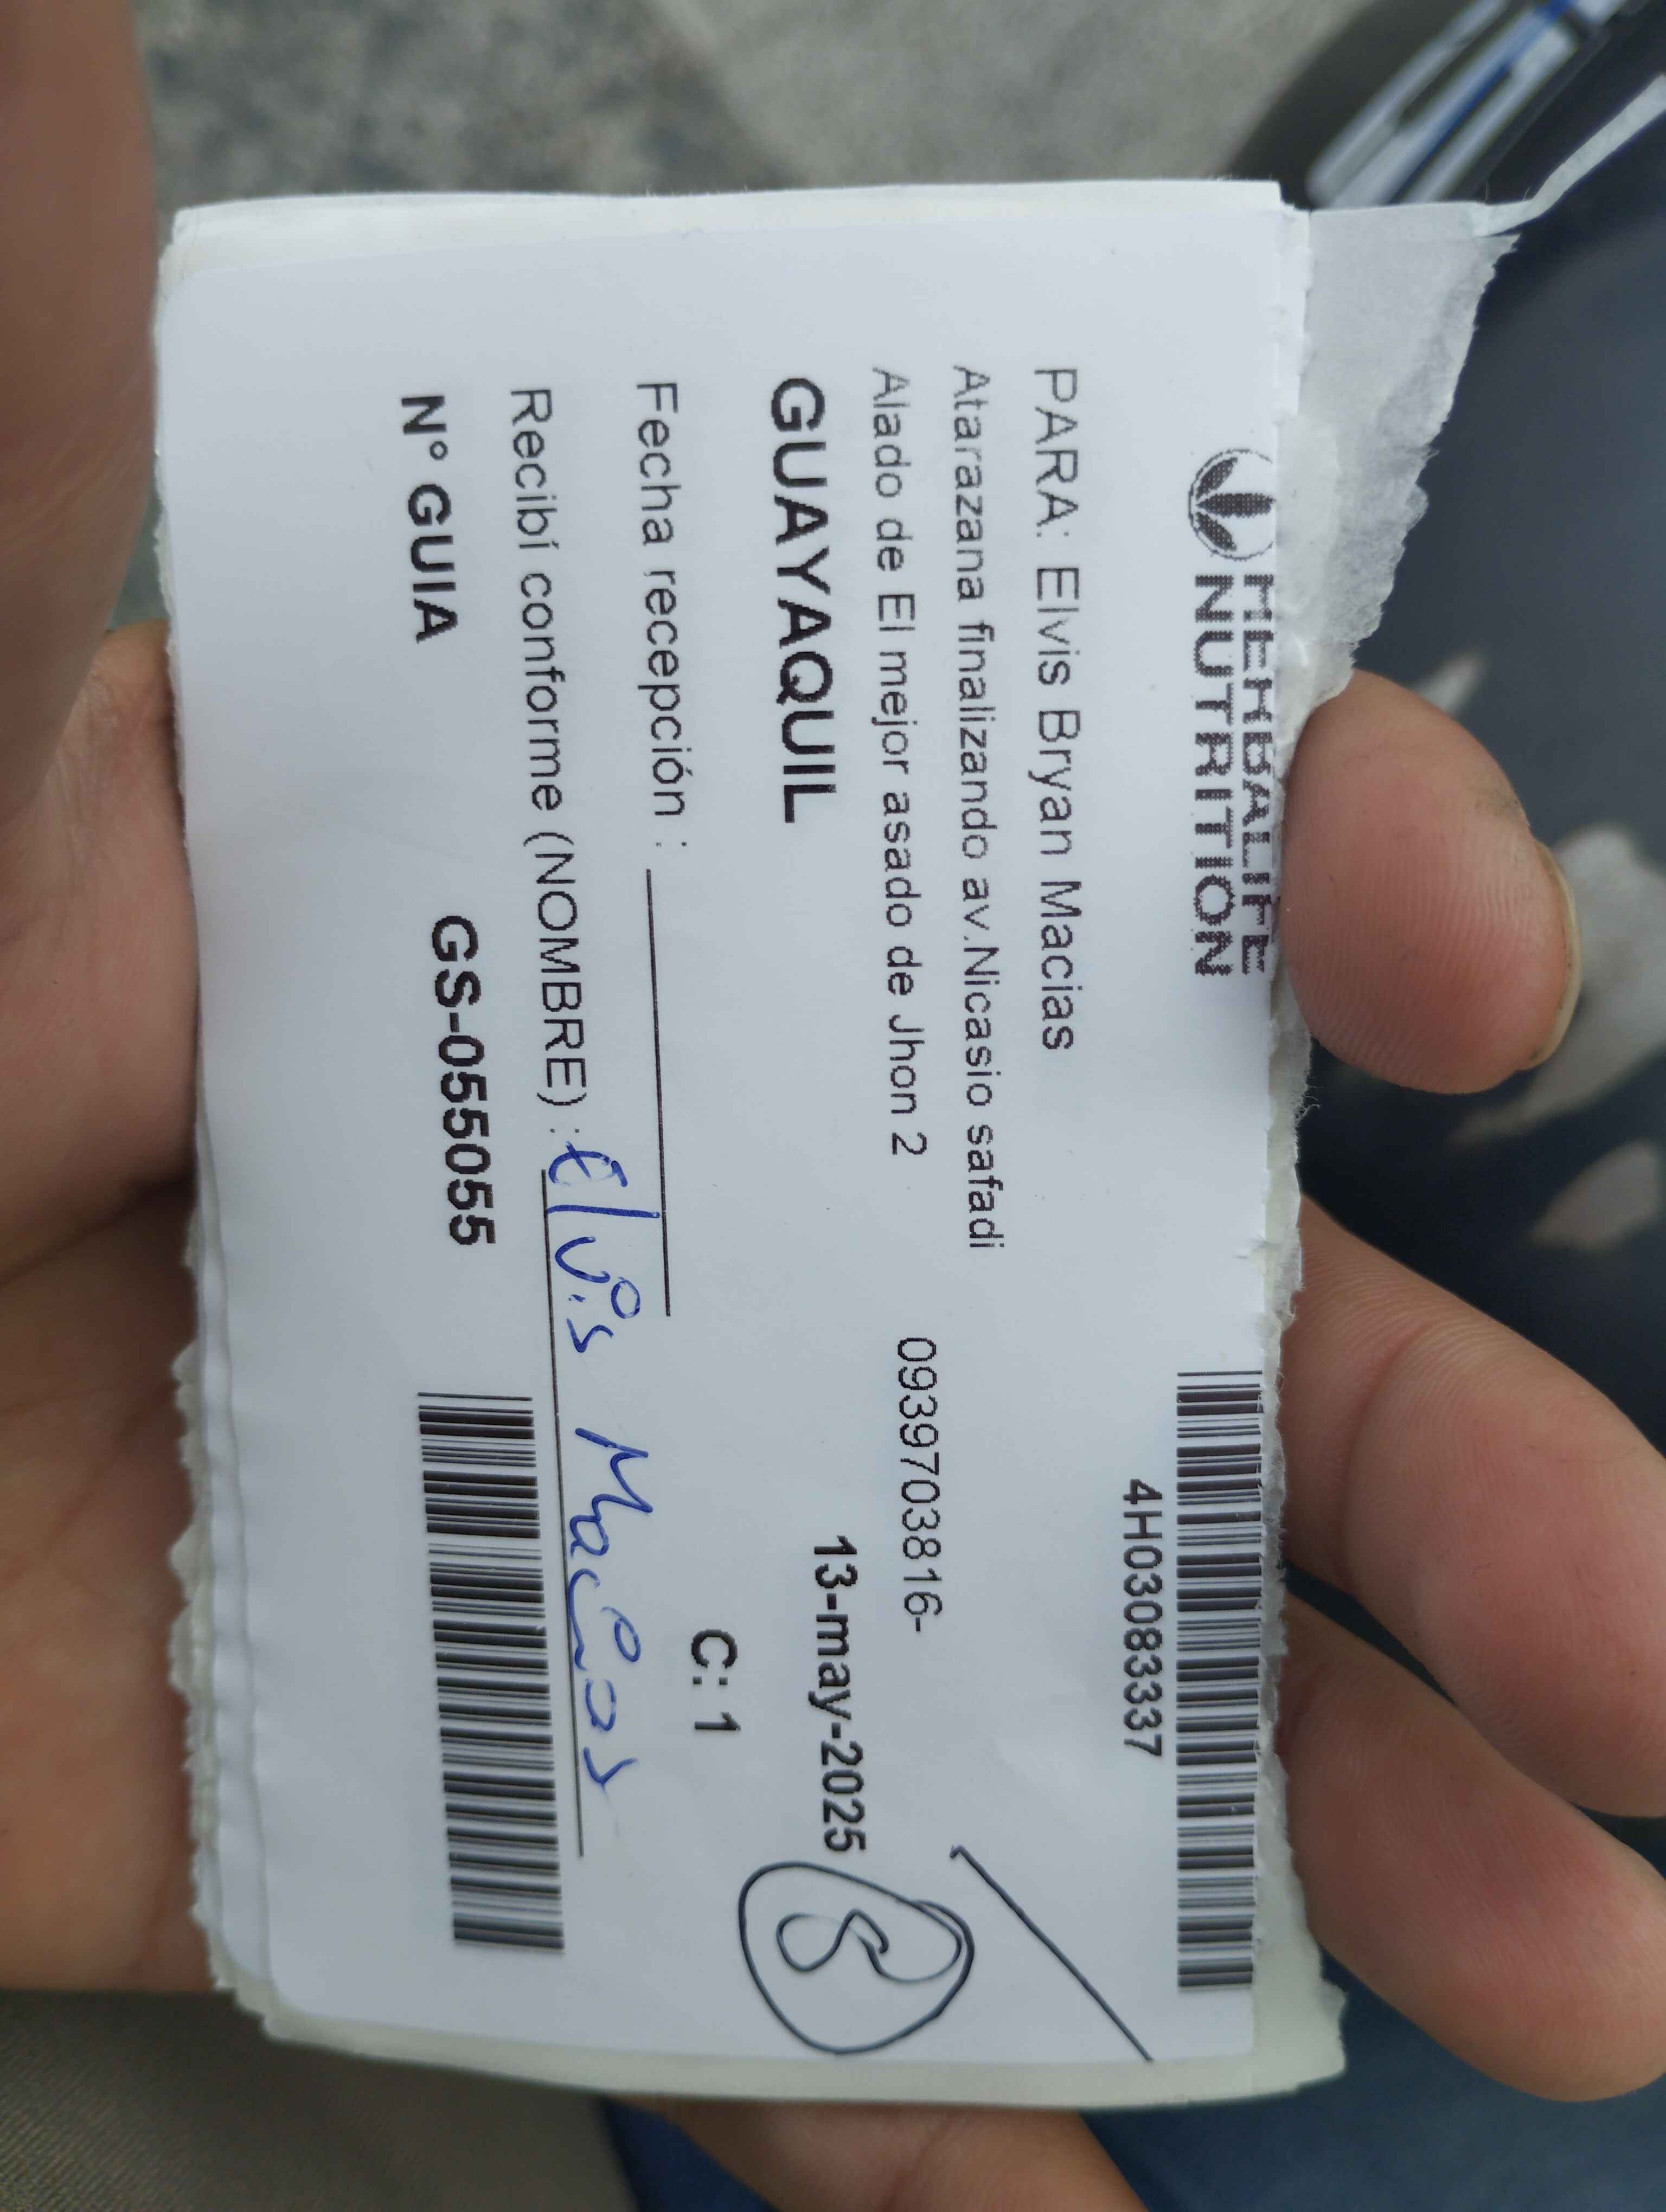 HERBALIFE
NUTRITION
4H03083337
PARA: Elvis Bryan Macias
Atarazana finalizando av.Nicasio safadi
Alado de El mejor asado de Jhon 2 0939703816-
GUAYAQUIL 13-may-2025
8
C: 1
Fecha recepción :
Recibí conforme (NOMBRE) : Elvis Macias
N° GUIA GS-055055